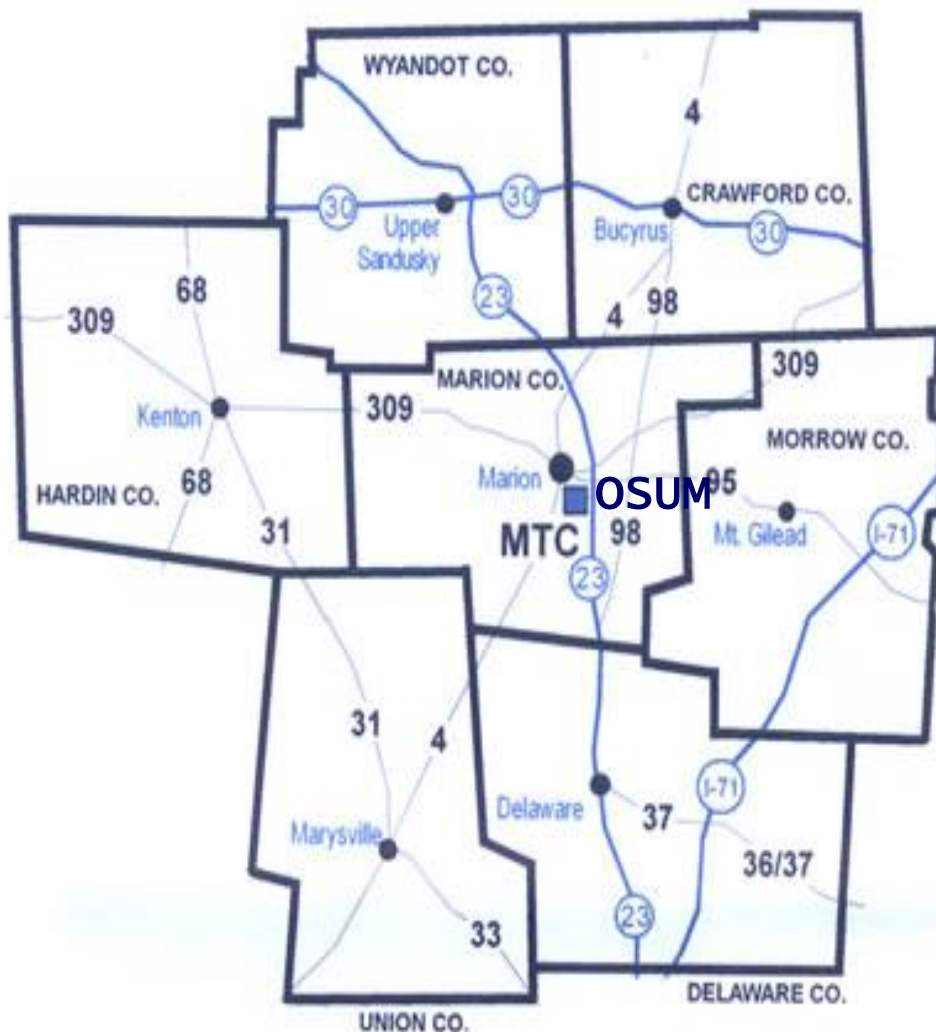 WYANDOT CO.
4
CRAWFORD CO.
30
30
30
Upper
Sandusky
Bucyrus
68
23
98
4
309
MARION CO.
309
309
Kenton
MORROW CO.
Marion
68
HARDIN CO.
OSUM
95
31
MTC
98
Mt. Gilead
I-71
23
31
4
I-71
Delaware
37
Marysville
36/37
23
33
DELAWARE CO.
UNION CO.